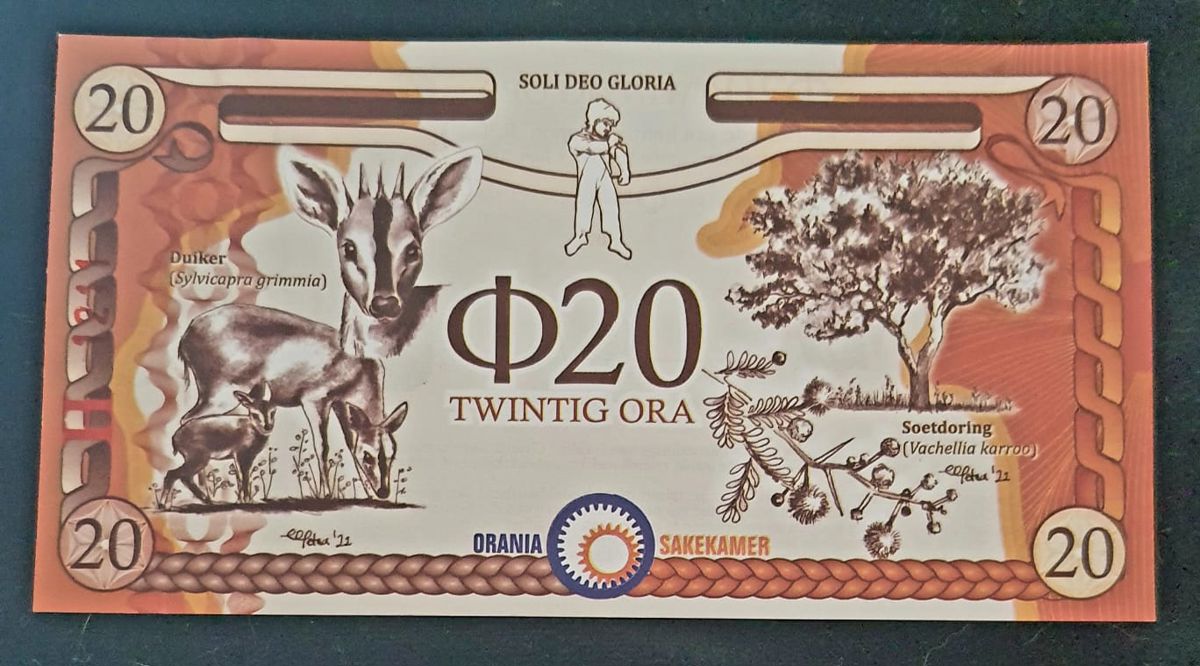 20
SOLI DEO GLORIA
20
Duiker
(Sylvicapra grimmia)
Φ20
TWINTIG ORA
Soetdoring
(Vachellia karroo)
20
ORANIA SAKEKAMER
20